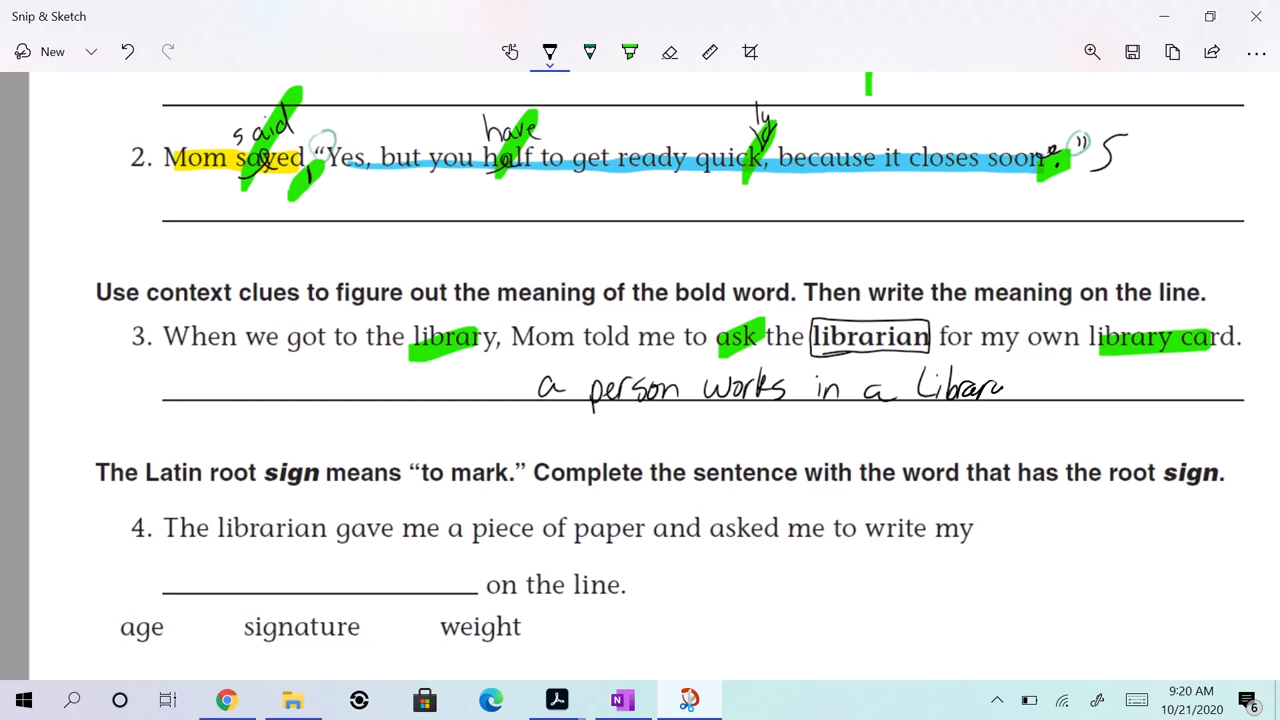 Snip & Sketch
New
said have ly
2. Mom sayed “Yes, but you half to get ready quick, because it closes soon. " 5
Use context clues to figure out the meaning of the bold word. Then write the meaning on the line.
3. When we got to the library, Mom told me to ask the librarian for my own library card.
a person works in a Library
The Latin root sign means “to mark.” Complete the sentence with the word that has the root sign.
4. The librarian gave me a piece of paper and asked me to write my
on the line.
age signature weight
9:20 AM
10/21/2020
6